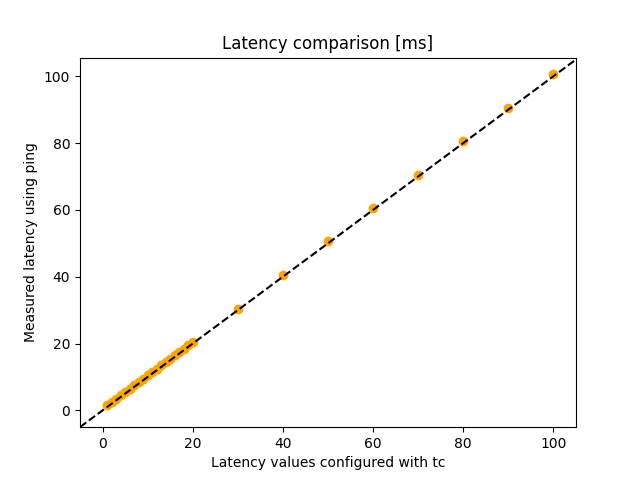 Latency comparison [ms]
Measured latency using ping
100
80
60
40
20
0
0 20 40 60 80 100
Latency values configured with tc